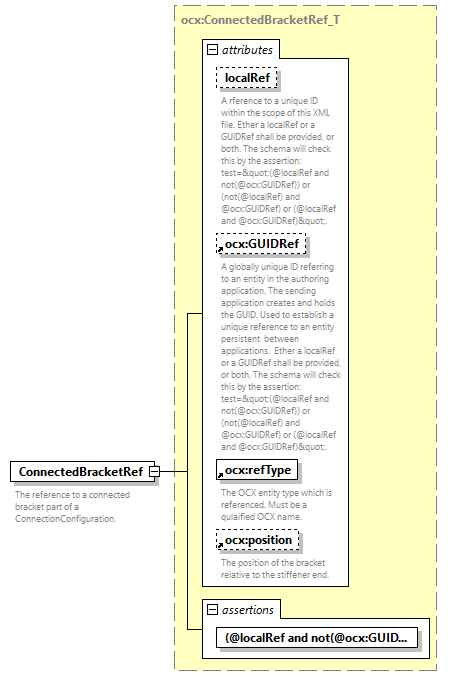 ocx:ConnectedBracketRef_T
attributes
localRef
A rference to a unique ID
within the scope of this XML
file. Ether a localRef or a
GUIDRef shall be provided, or
both. The schema will check
this by the assertion:
test=&quot;(@localRef and
not(@ocx:GUIDRef)) or
(not(@localRef) and
@ocx:GUIDRef) or (@localRef
and @ocx:GUIDRef)&quot;.
ocx:GUIDRef
A globally unique ID referring
to an entity in the authoring
application. The sending
application creates and holds
the GUID. Used to establish a
unique reference to an entity
persistent  between
applications.  Ether a localRef
or a GUIDRef shall be provided,
or both. The schema will check
this by the assertion:
test=&quot;(@localRef and
not(@ocx:GUIDRef)) or
(not(@localRef) and
@ocx:GUIDRef) or (@localRef
and @ocx:GUIDRef)&quot;.
ConnectedBracketRef
The reference to a connected
bracket part of a
ConnectionConfiguration.
ocx:refType
The OCX entity type which is
referenced. Must be a
qulaified OCX name.
ocx:position
The position of the bracket
relative to the stiffener end.
assertions
(@localRef and not(@ocx:GUID...